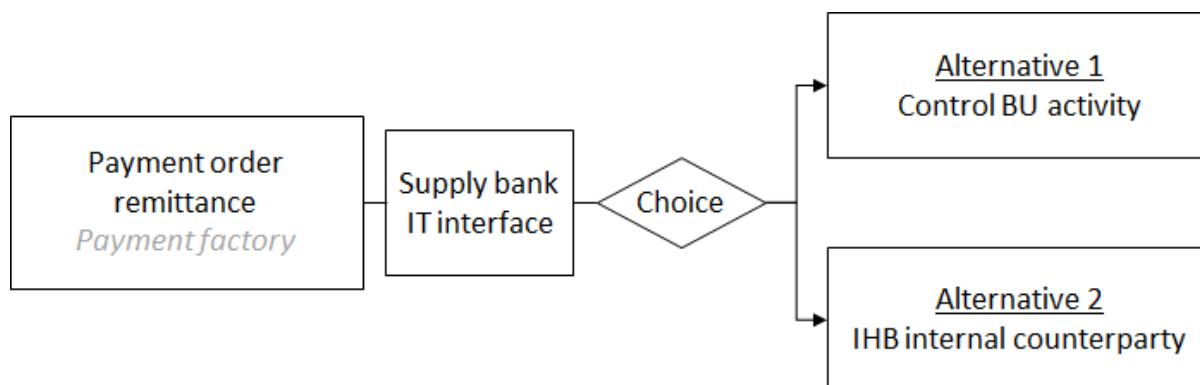 Payment order
remittance
Payment factory
Supply bank
IT interface
Choice
Alternative 1
Control BU activity
Alternative 2
IHB internal counterparty